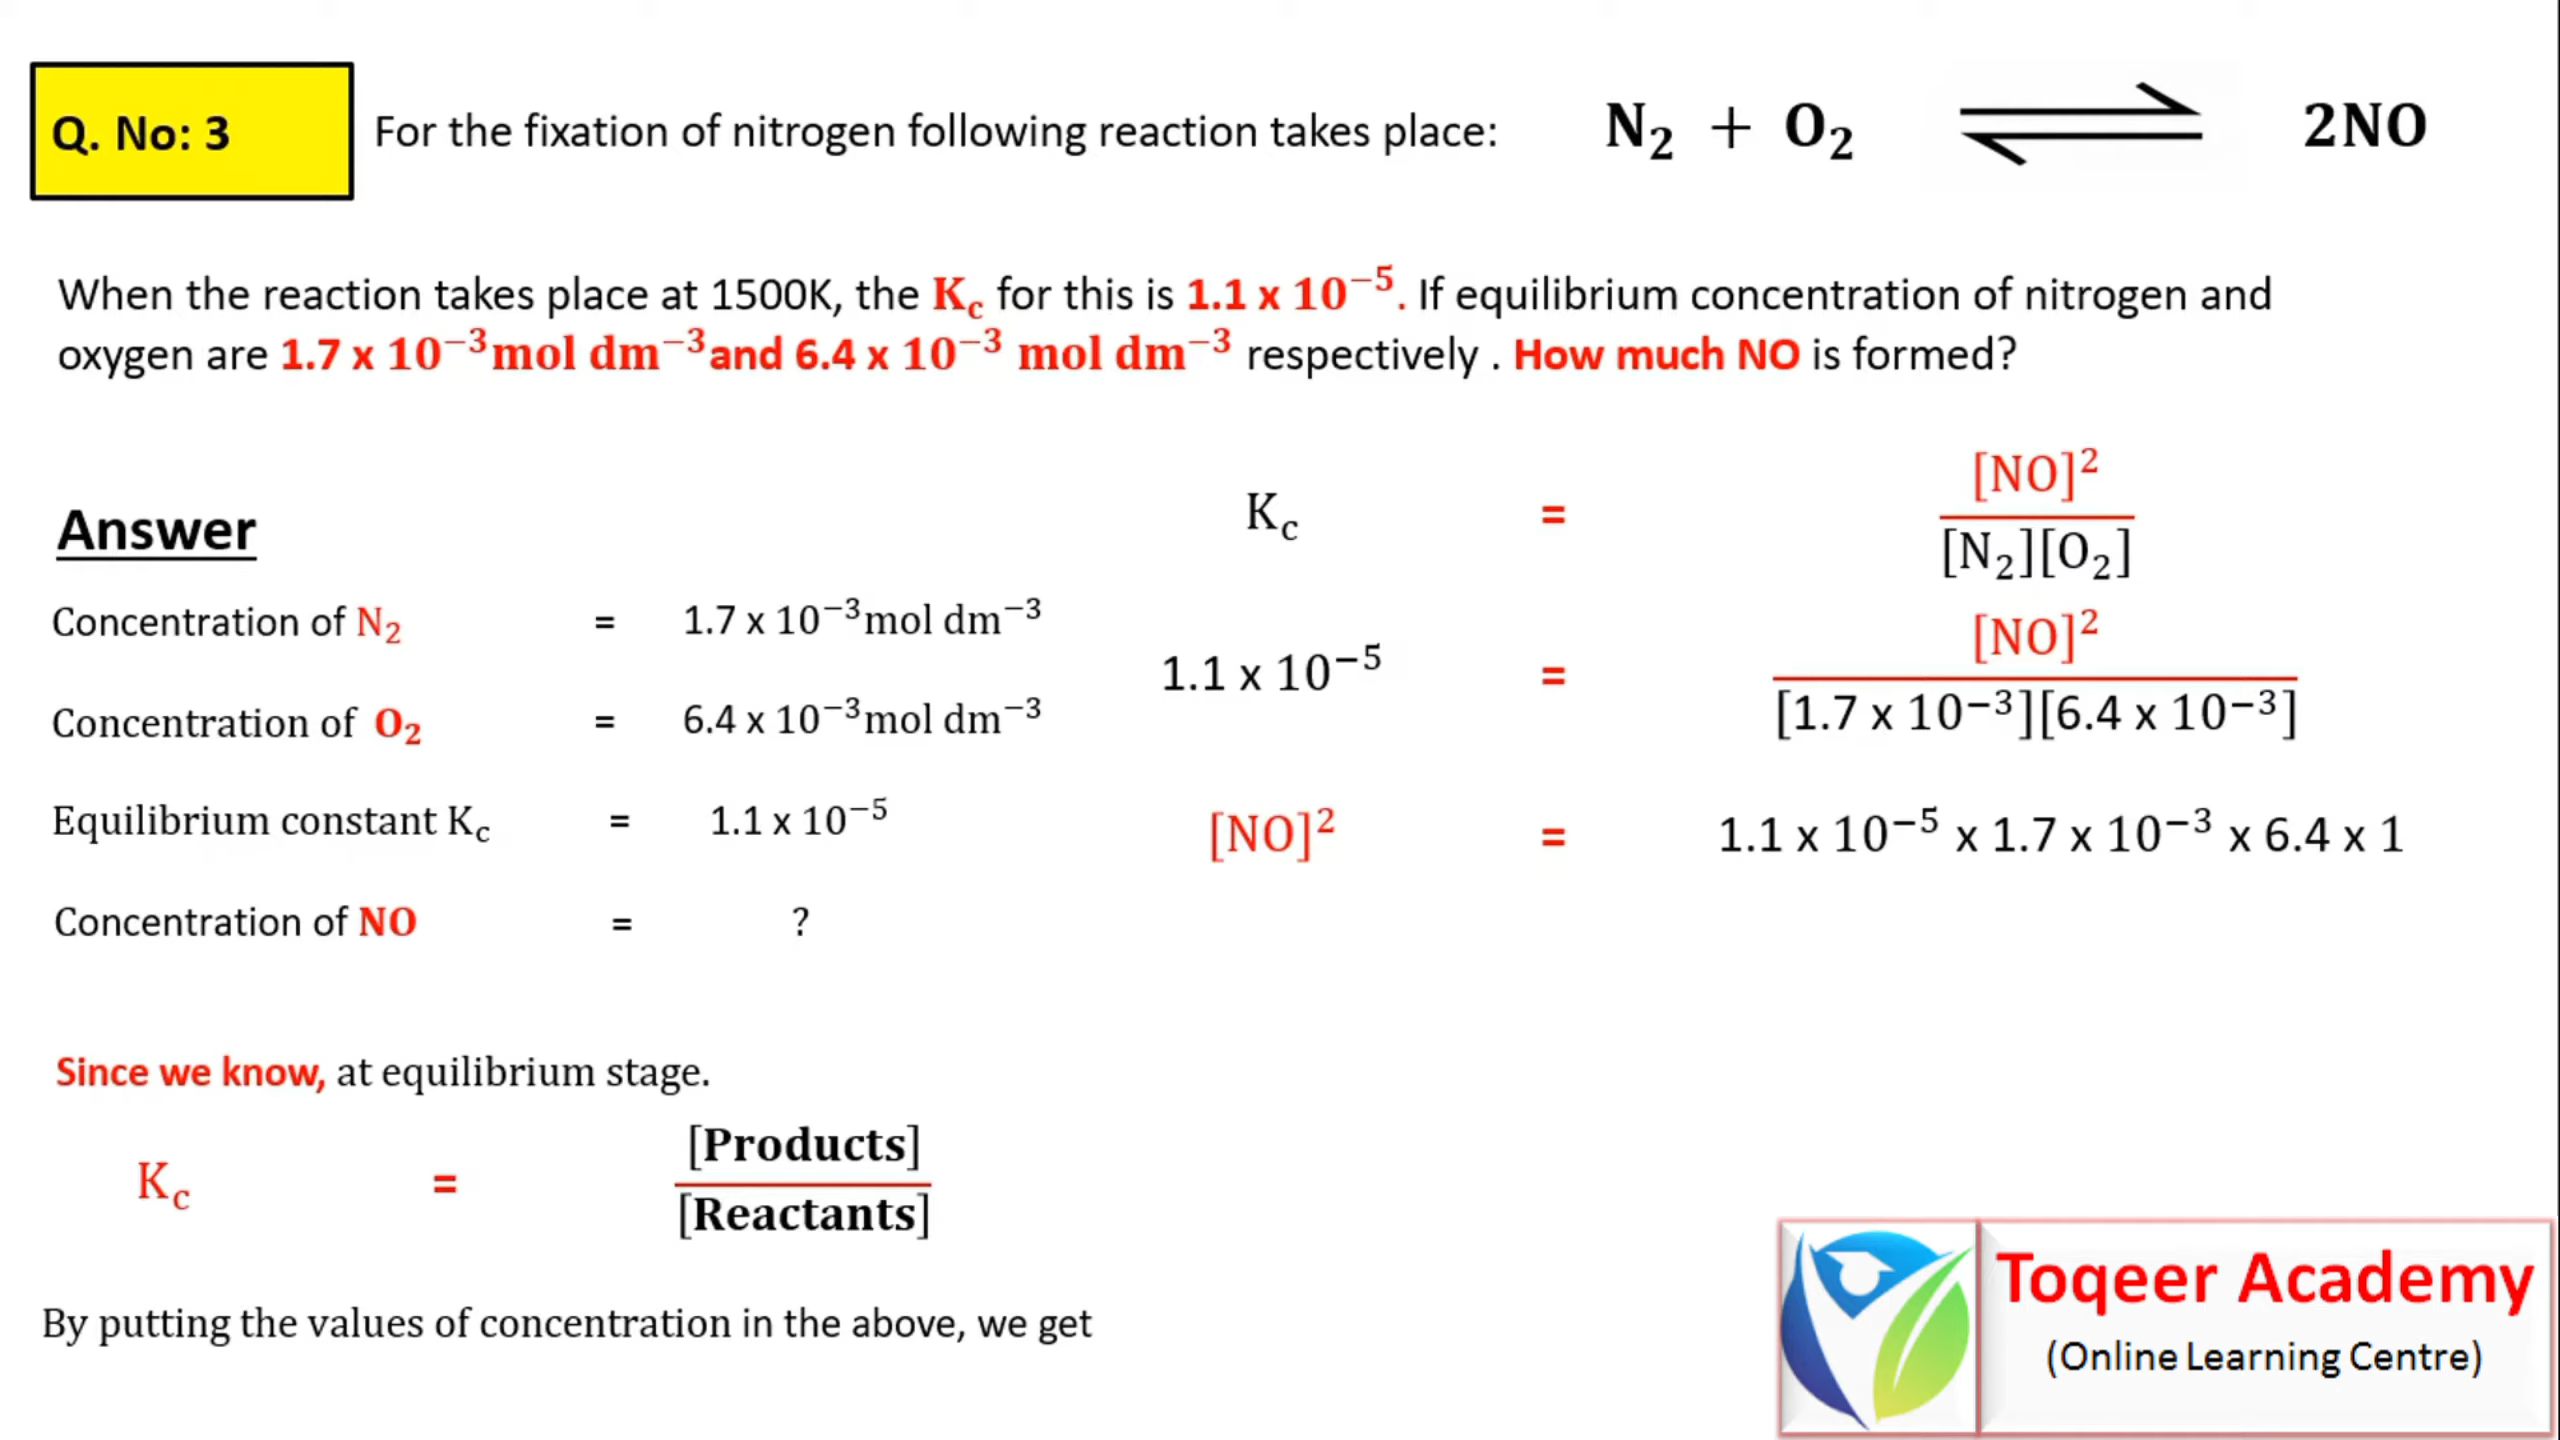 Q. No: 3
For the fixation of nitrogen following reaction takes place: N₂ + O₂ ⇌ 2NO
When the reaction takes place at 1500K, the K꜀ for this is 1.1 x 10⁻⁵. If equilibrium concentration of nitrogen and
oxygen are 1.7 x 10⁻³mol dm⁻³and 6.4 x 10⁻³ mol dm⁻³ respectively . How much NO is formed?
Answer
Concentration of N₂ = 1.7 x 10⁻³mol dm⁻³
Concentration of O₂ = 6.4 x 10⁻³mol dm⁻³
Equilibrium constant K꜀ = 1.1 x 10⁻⁵
Concentration of NO = ?
Since we know, at equilibrium stage.
K꜀ =
[Products]
[Reactants]
By putting the values of concentration in the above, we get
K꜀ =
[NO]²
[N₂][O₂]
1.1 x 10⁻⁵ =
[NO]²
[1.7 x 10⁻³][6.4 x 10⁻³]
[NO]² = 1.1 x 10⁻⁵ x 1.7 x 10⁻³ x 6.4 x 1
Toqeer Academy
(Online Learning Centre)